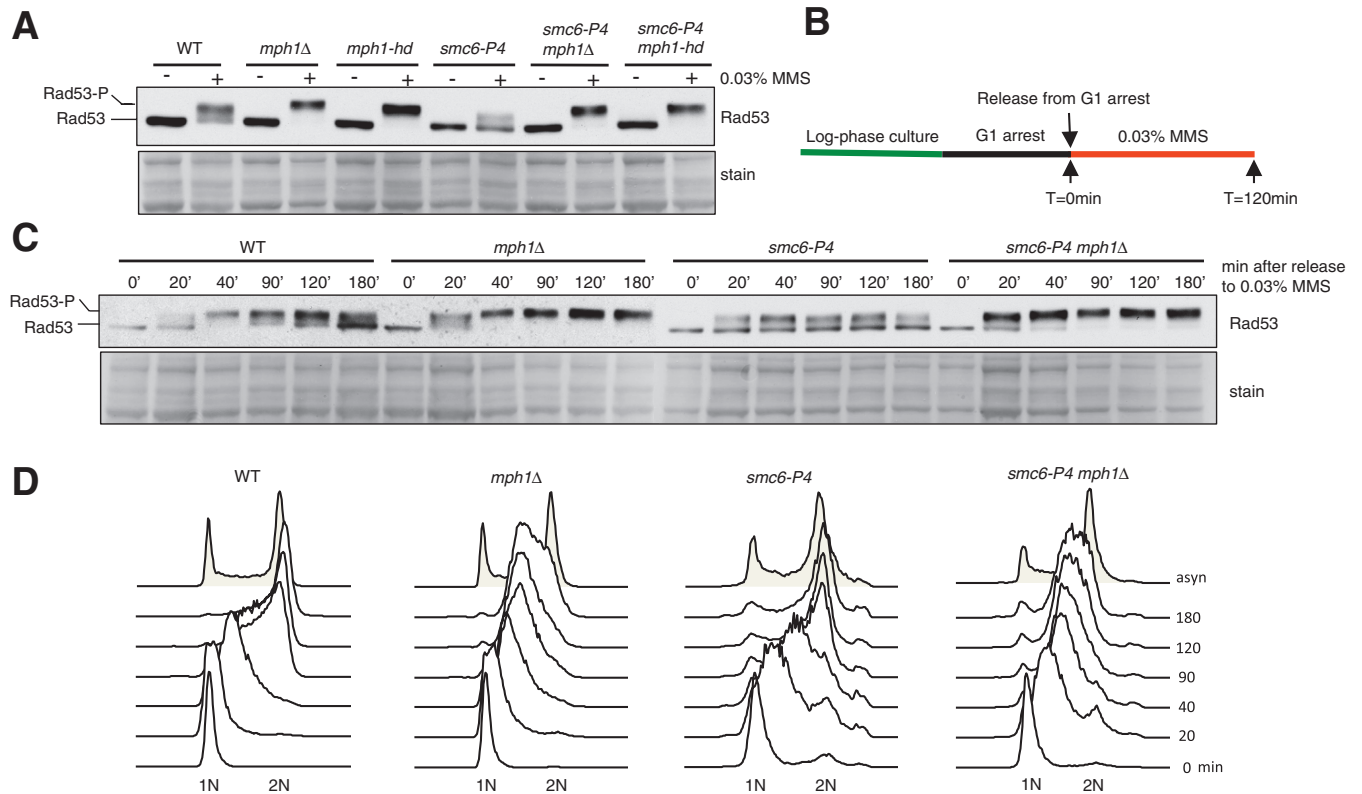 A
WT
mph1Δ
mph1-hd
smc6-P4
smc6-P4
mph1Δ
smc6-P4
mph1-hd
- + - + - + - + - + - + 0.03% MMS
Rad53-P
Rad53
Rad53
stain
B
Release from G1 arrest
Log-phase culture
G1 arrest
0.03% MMS
T=0min
T=120min
C
WT
mph1Δ
smc6-P4
smc6-P4 mph1Δ
0' 20' 40' 90' 120' 180' 0' 20' 40' 90' 120' 180' 0' 20' 40' 90' 120' 180' 0' 20' 40' 90' 120' 180'
min after release
to 0.03% MMS
Rad53-P
Rad53
Rad53
stain
D
WT
mph1Δ
smc6-P4
smc6-P4 mph1Δ
asyn
180
120
90
40
20
0 min
1N 2N 1N 2N 1N 2N 1N 2N